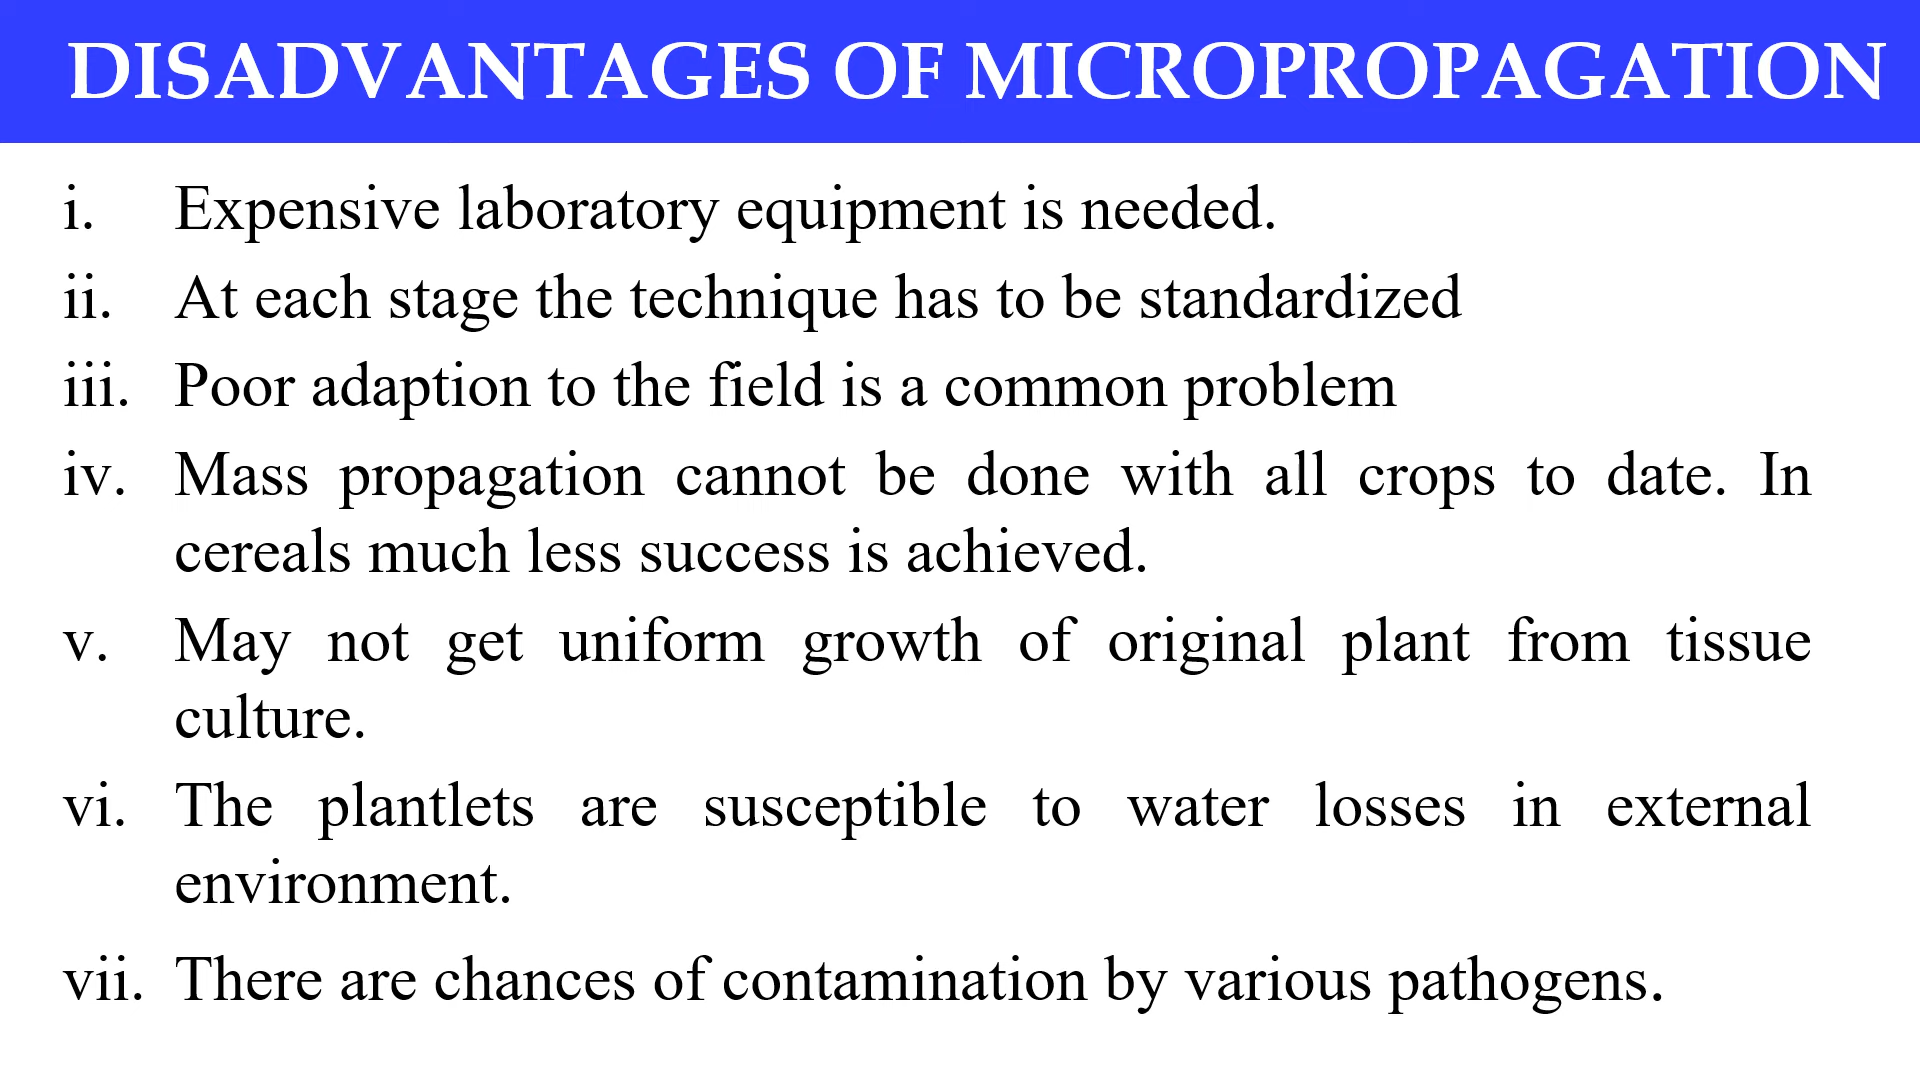 DISADVANTAGES OF MICROPROPAGATION
i. Expensive laboratory equipment is needed.
ii. At each stage the technique has to be standardized
iii. Poor adaption to the field is a common problem
iv. Mass propagation cannot be done with all crops to date. In
cereals much less success is achieved.
v. May not get uniform growth of original plant from tissue
culture.
vi. The plantlets are susceptible to water losses in external
environment.
vii. There are chances of contamination by various pathogens.